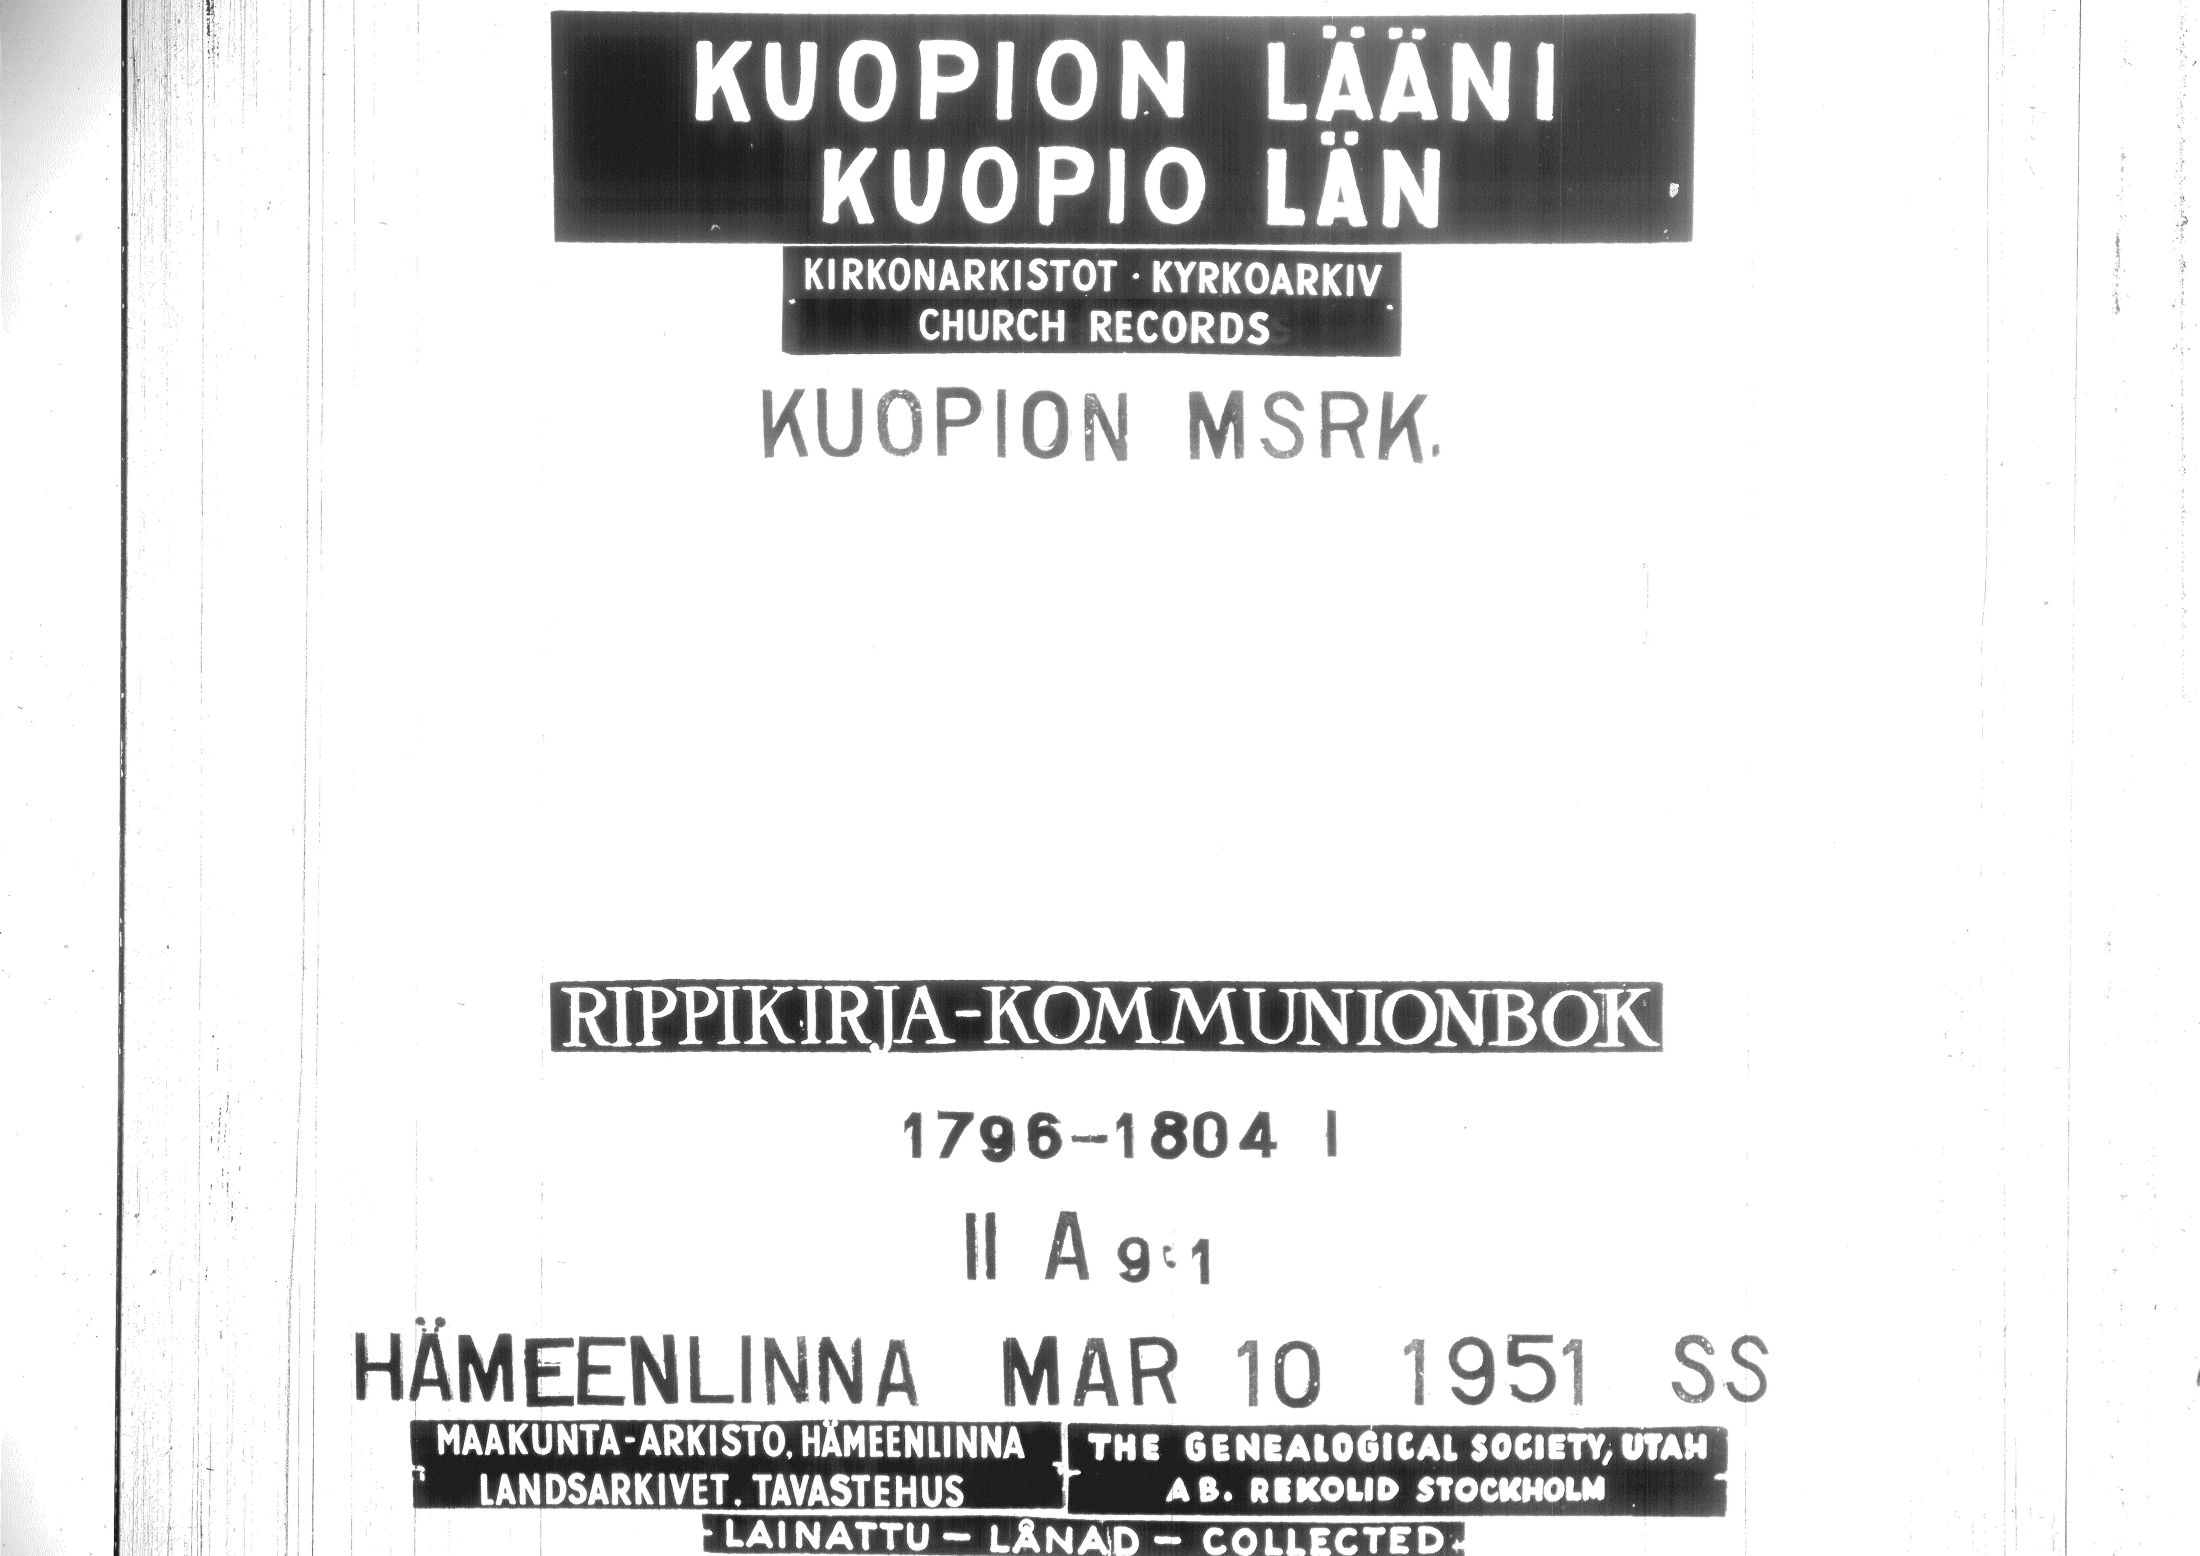 KUOPION LÄÄNI
KUOPIO LÄN
KIRKONARKISTOT · KYRKOARKIV
CHURCH RECORDS
KUOPION MSRK.
RIPPIKIRJA-KOMMUNIONBOK
1796–1804 I
II A 9:1
HÄMEENLINNA MAR 10 1951 SS
MAAKUNTA-ARKISTO, HÄMEENLINNA
LANDSARKIVET, TAVASTEHUS
THE GENEALOGICAL SOCIETY, UTAH
AB. REKOLID STOCKHOLM
LAINATTU – LÅNAD – COLLECTED